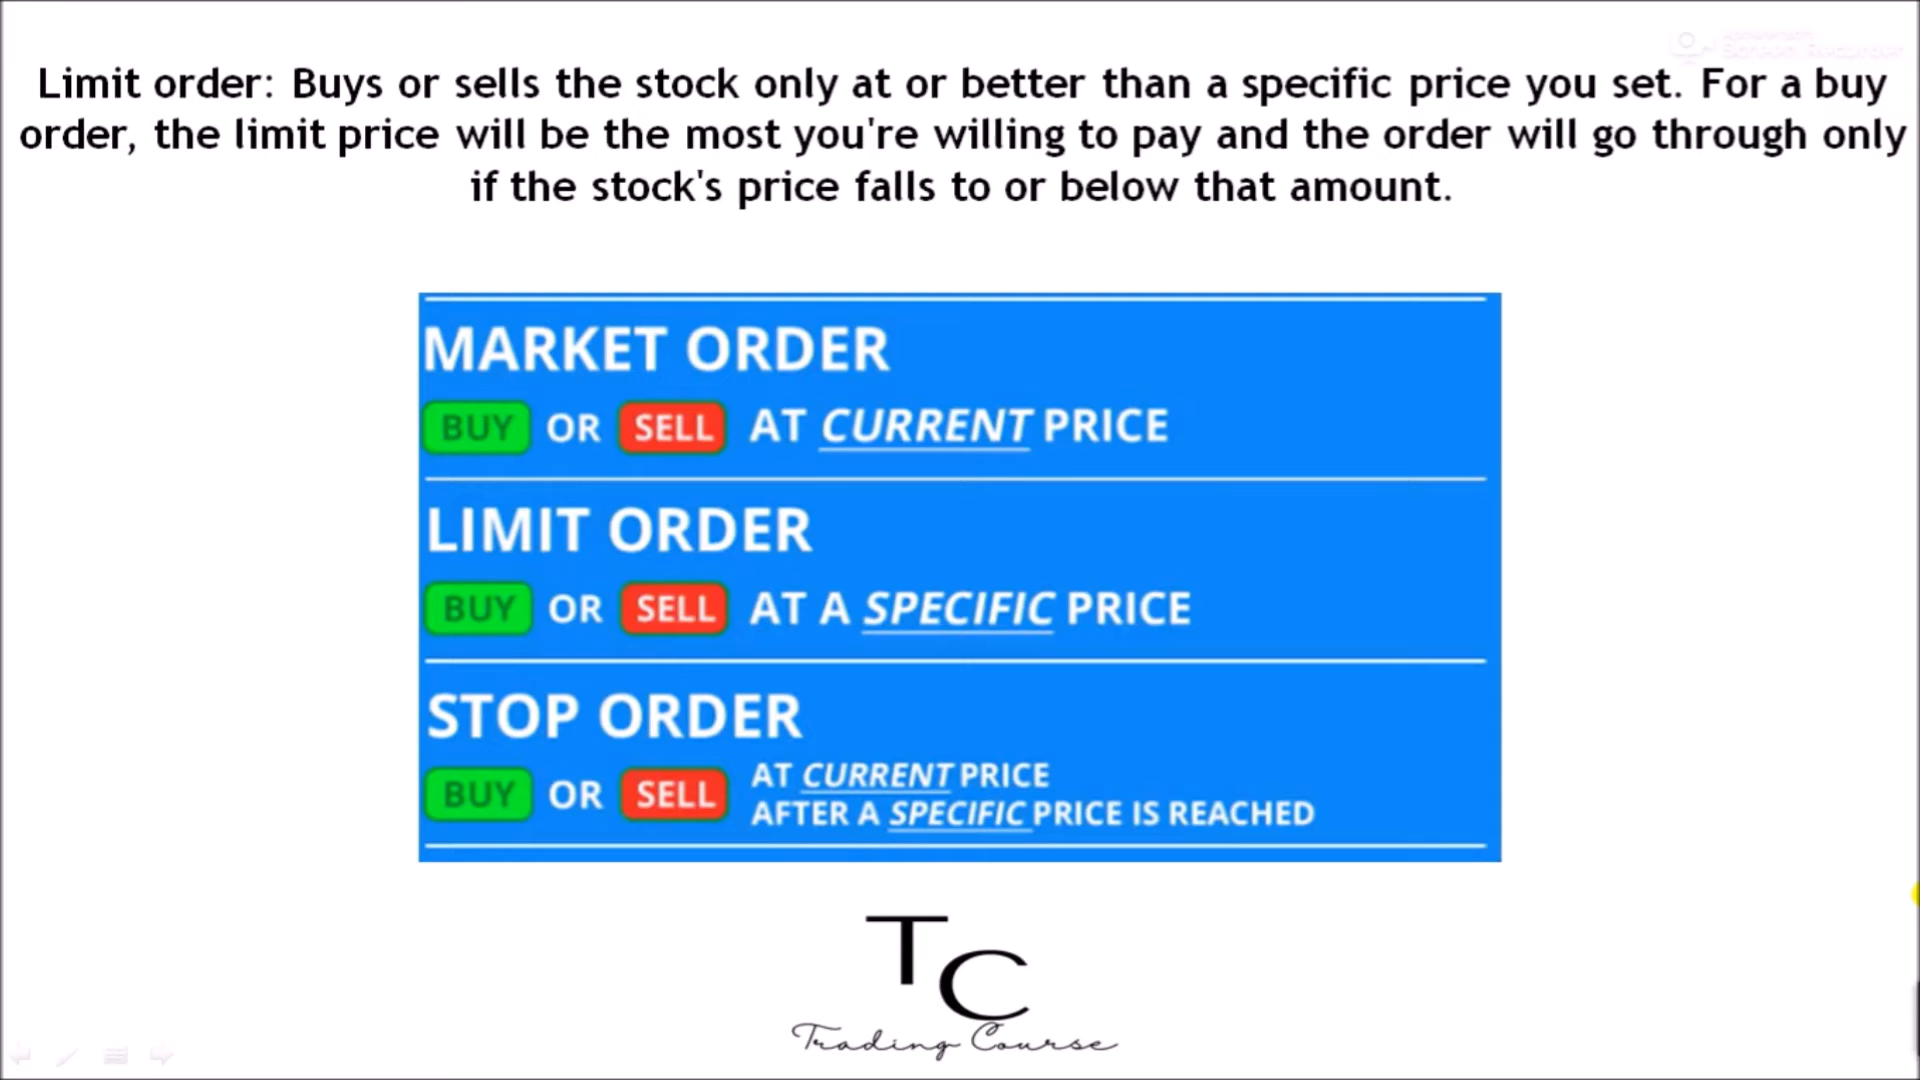 Limit order: Buys or sells the stock only at or better than a specific price you set. For a buy
order, the limit price will be the most you're willing to pay and the order will go through only
if the stock's price falls to or below that amount.
MARKET ORDER
BUY OR SELL AT CURRENT PRICE
LIMIT ORDER
BUY OR SELL AT A SPECIFIC PRICE
STOP ORDER
BUY OR SELL AT CURRENT PRICE
AFTER A SPECIFIC PRICE IS REACHED
TC
Trading Course